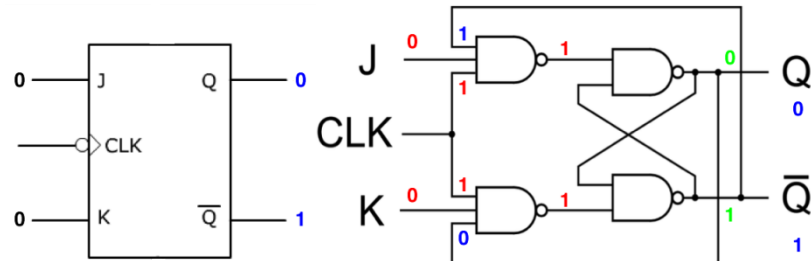 0 J Q 0
CLK
0 K Q̅ 1
J 0 1 1 1 0 Q
0
CLK
K 0 1 0 1 1 Q̅
1